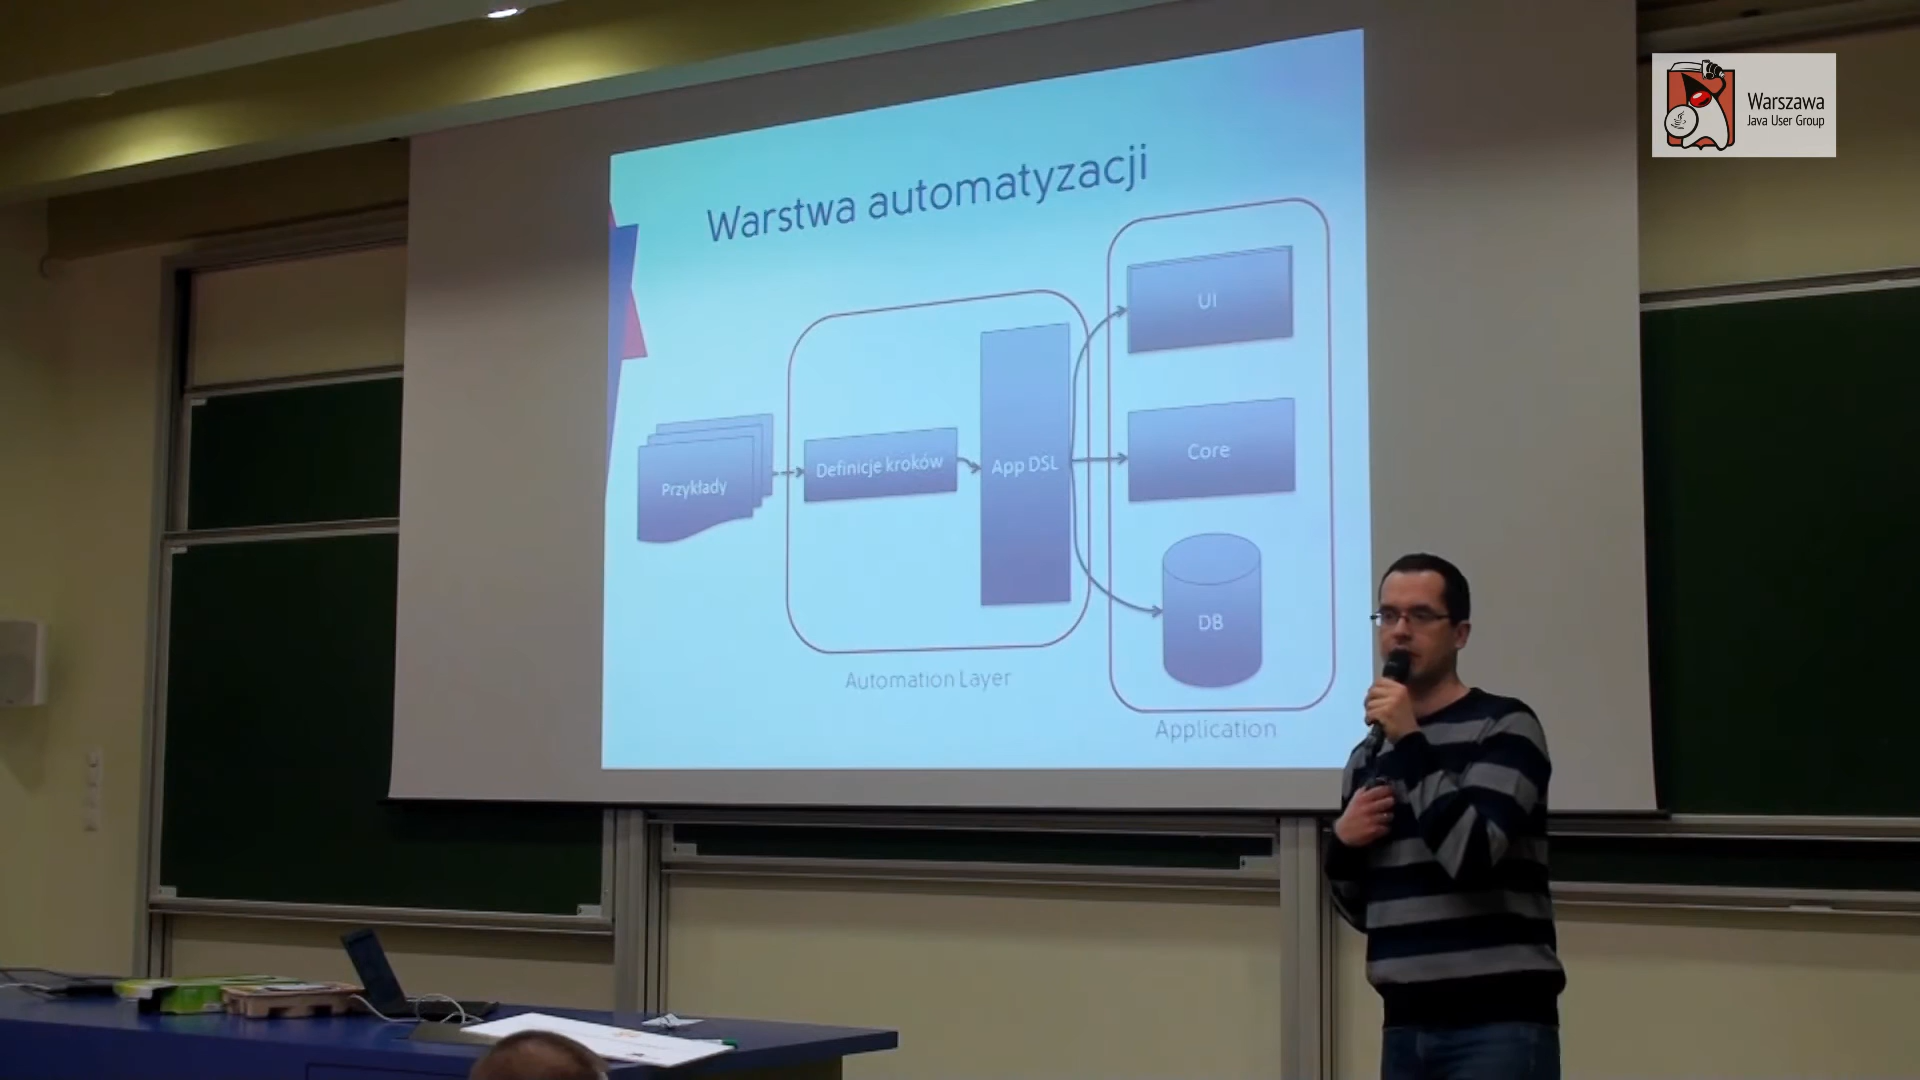 Warszawa
Java User Group
Warstwa automatyzacji
UI
Przykłady
Definicje kroków
App DSL
Core
DB
Automation Layer
Application